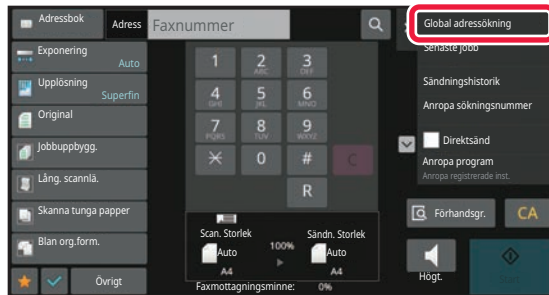 Adressbok
Adress
Faxnummer
Global adressökning
Senaste jobb
Exponering
Auto
Upplösning
Superfin
Original
Jobbuppbygg.
Lång. scannlä.
Skanna tunga papper
Blan org.form.
Övrigt
1
2 ABC
3 DEF
4 GHI
5 JKL
6 MNO
7 PQRS
8 TUV
9 WXYZ
0
#
C
R
Scan. Storlek
Auto
A4
100%
Sändn. Storlek
Auto
A4
Faxmottagningsminne: 0%
Sändningshistorik
Anropa sökningsnummer
Direktsänd
Anropa program
Anropa registrerade inst.
Förhandsgr.
CA
Högt.